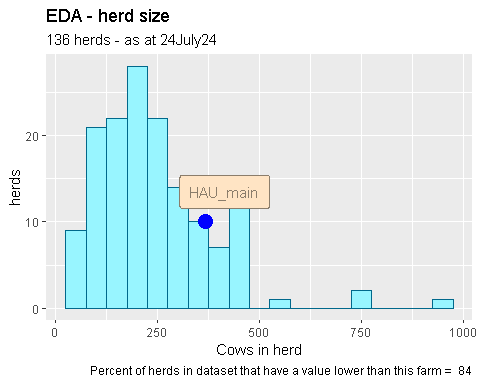 EDA - herd size
136 herds - as at 24July24
herds
20
10
0
HAU_main
0 250 500 750 1000
Cows in herd
Percent of herds in dataset that have a value lower than this farm = 84